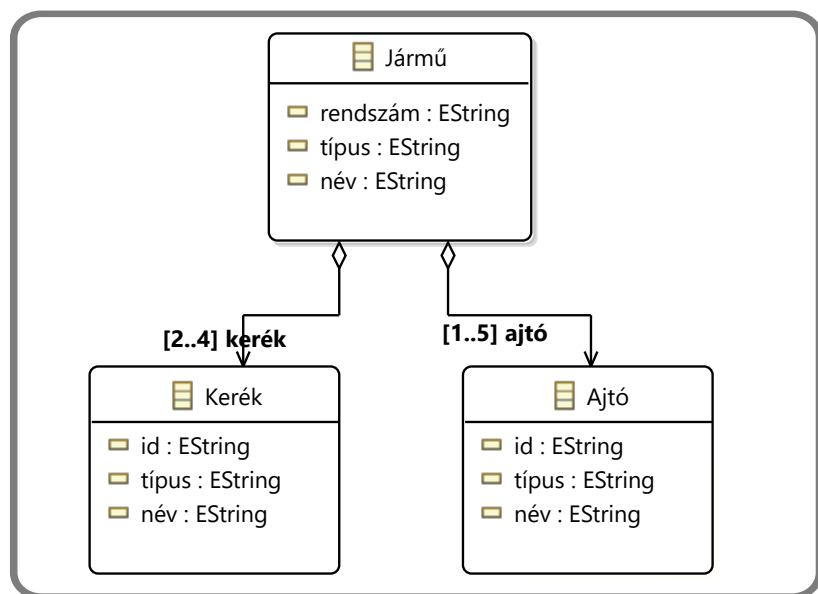 Jármű
rendszám : EString
típus : EString
név : EString
[2..4] kerék
[1..5] ajtó
Kerék
id : EString
típus : EString
név : EString
Ajtó
id : EString
típus : EString
név : EString